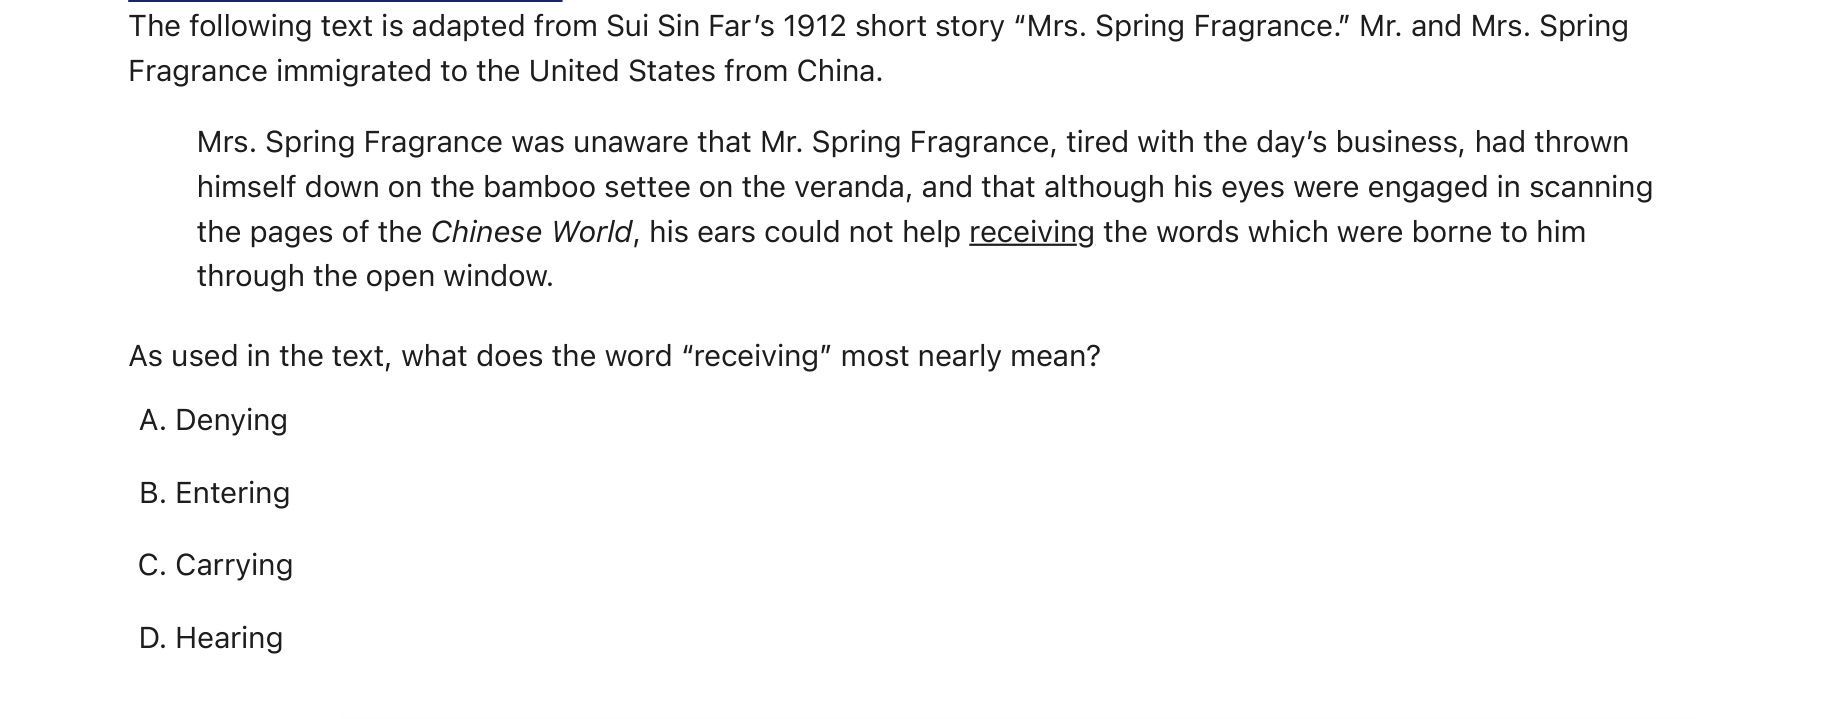 The following text is adapted from Sui Sin Far’s 1912 short story “Mrs. Spring Fragrance.” Mr. and Mrs. Spring
Fragrance immigrated to the United States from China.
Mrs. Spring Fragrance was unaware that Mr. Spring Fragrance, tired with the day’s business, had thrown
himself down on the bamboo settee on the veranda, and that although his eyes were engaged in scanning
the pages of the Chinese World, his ears could not help receiving the words which were borne to him
through the open window.
As used in the text, what does the word “receiving” most nearly mean?
A. Denying
B. Entering
C. Carrying
D. Hearing